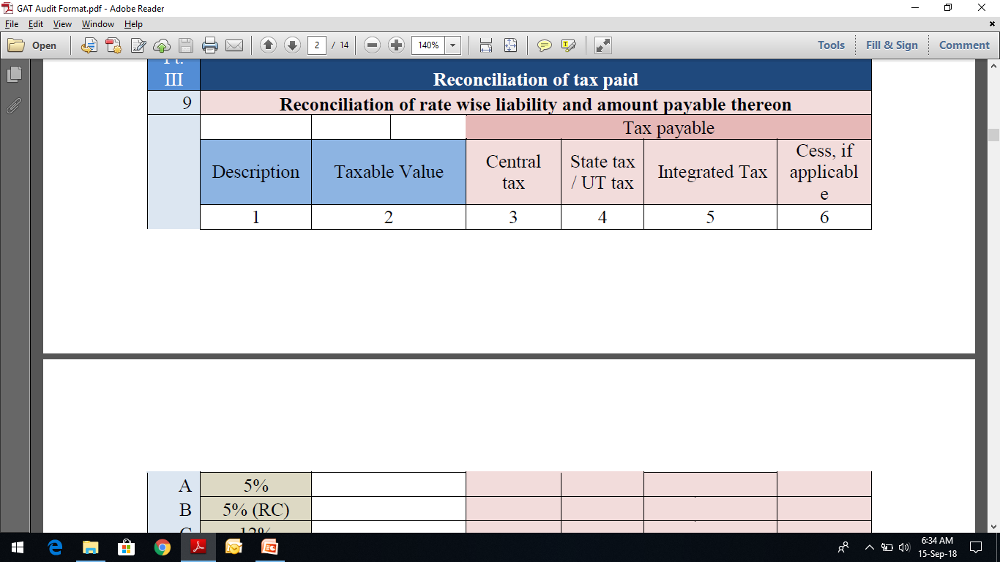 GAT Audit Format.pdf - Adobe Reader
File Edit View Window Help
Open 2 / 14 140% Tools Fill & Sign Comment
Pt.
III
Reconciliation of tax paid
9 Reconciliation of rate wise liability and amount payable thereon
Tax payable
Description Taxable Value Central tax State tax / UT tax Integrated Tax Cess, if applicabl e
1 2 3 4 5 6
A 5%
B 5% (RC)
C 12%
6:34 AM
15-Sep-18